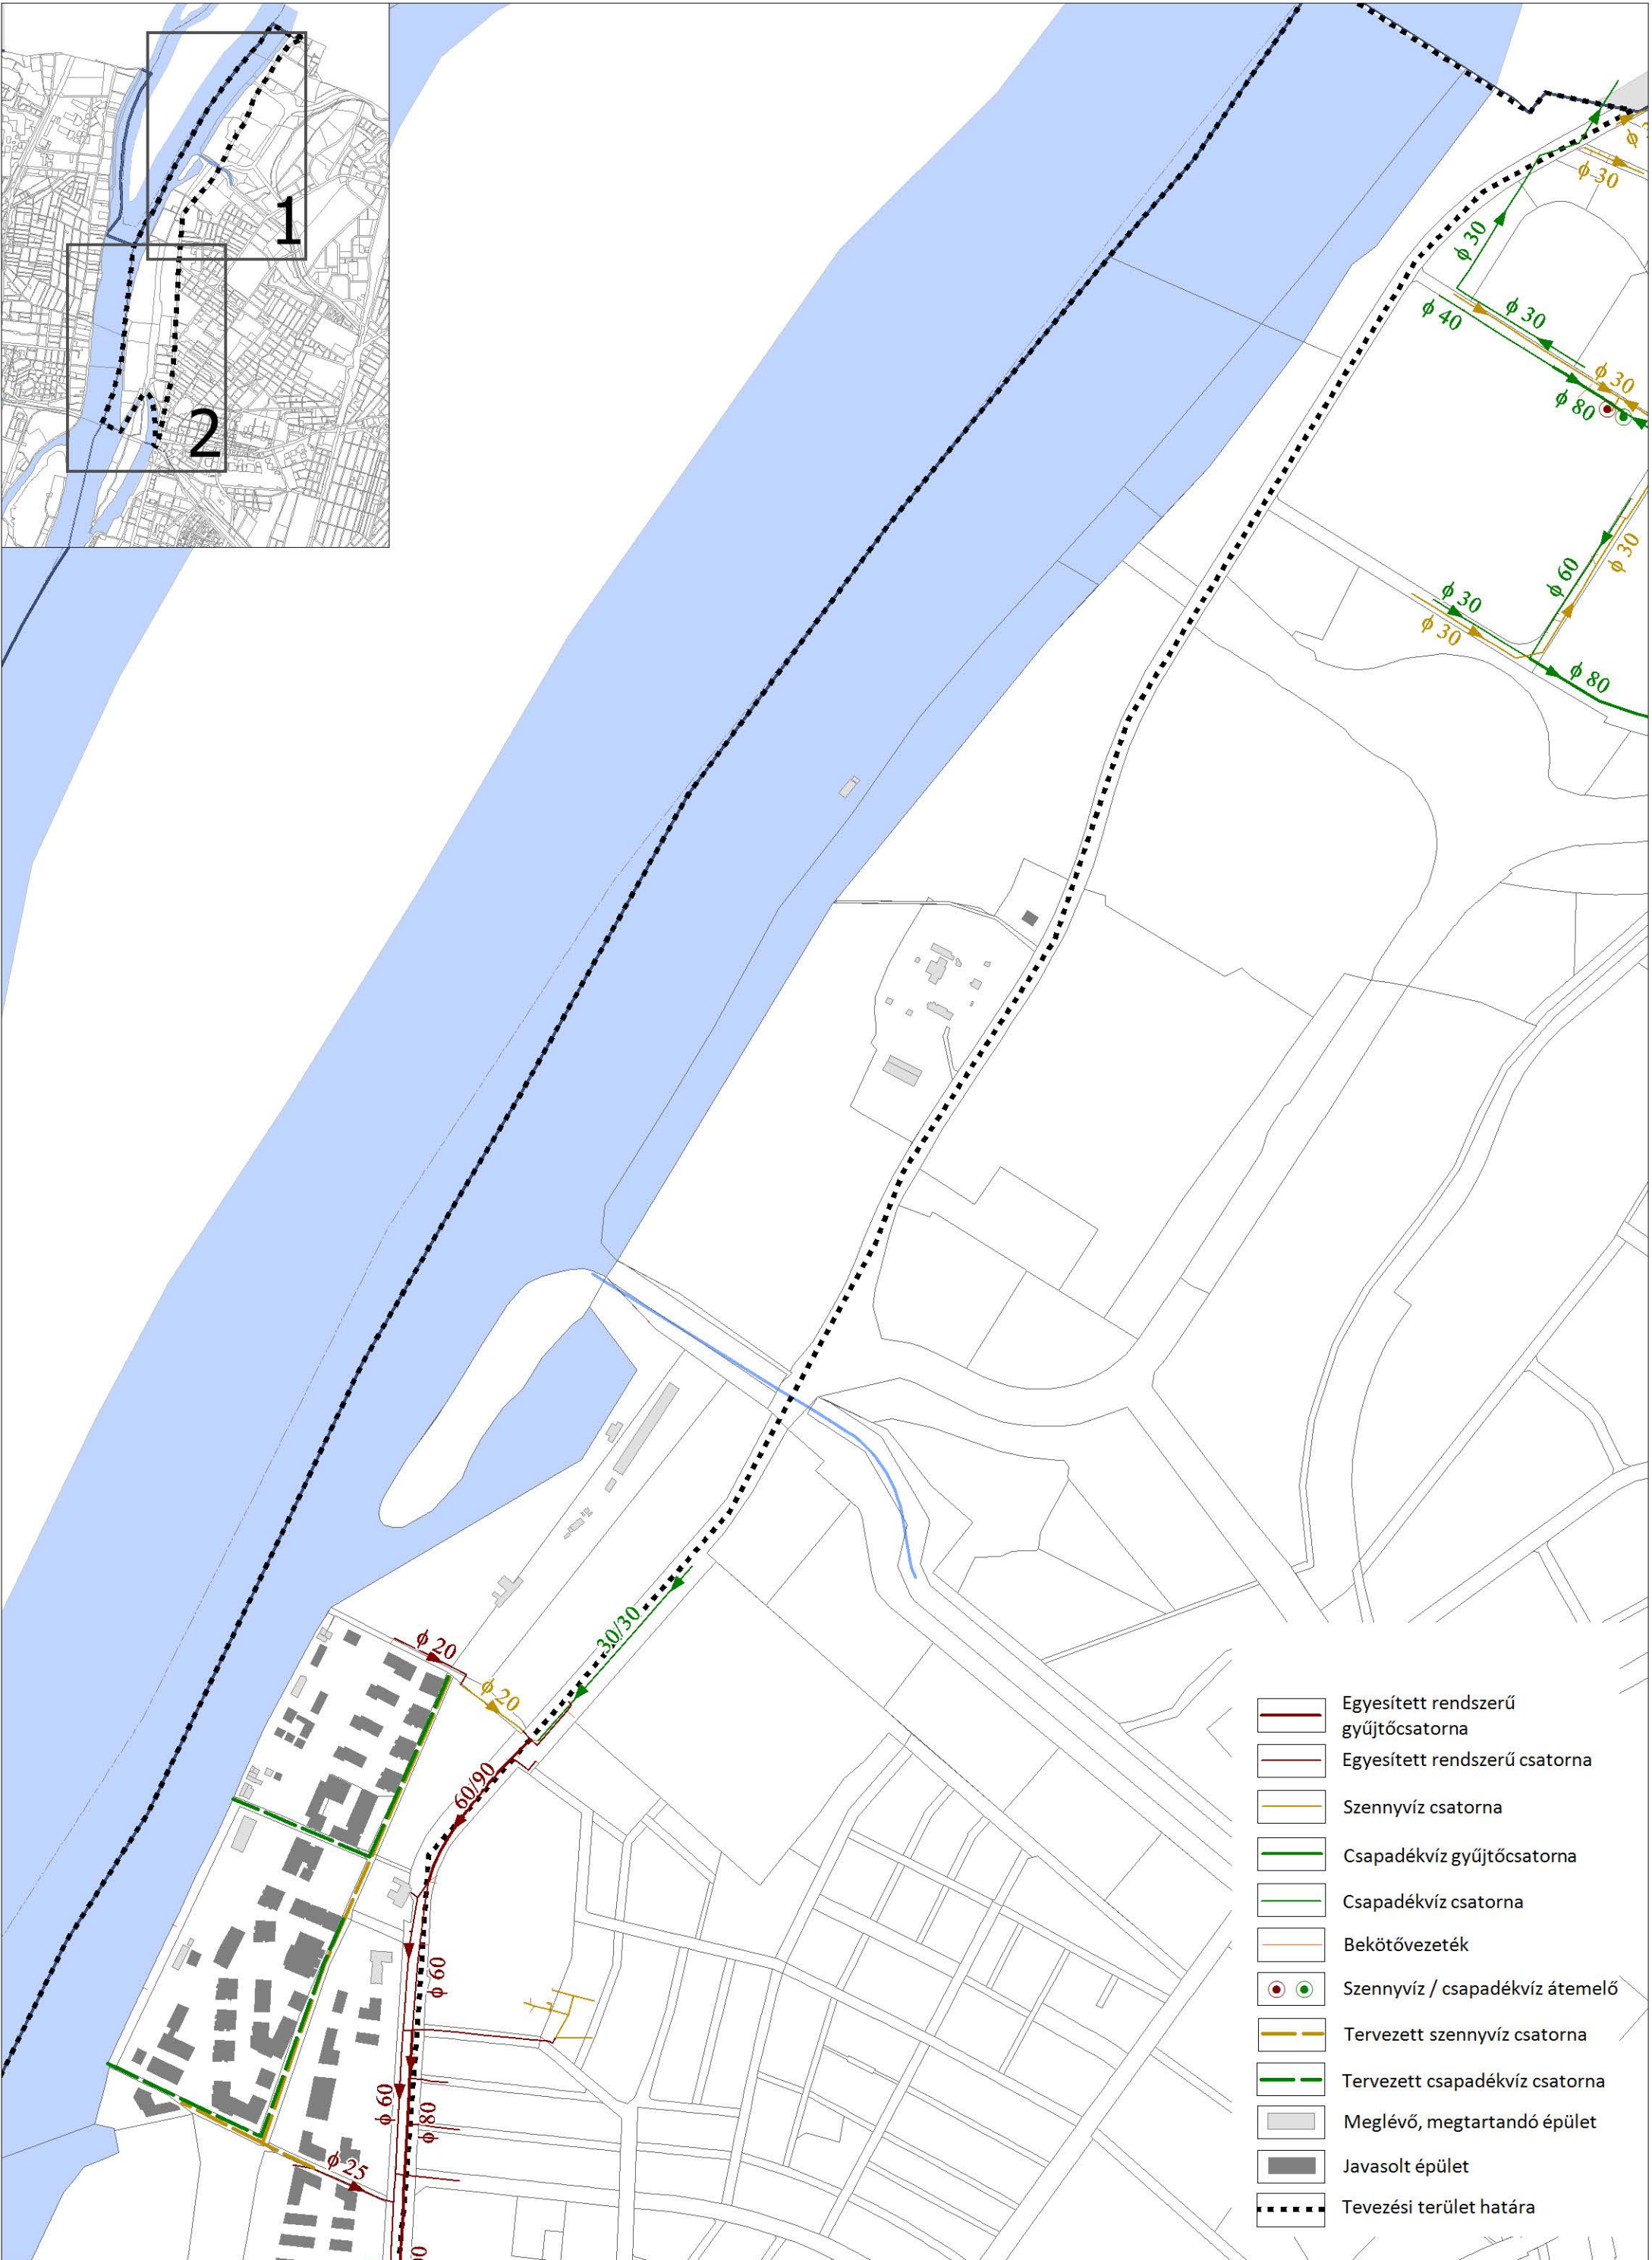 1
2
ϕ 30
ϕ 30
ϕ 40
ϕ 30
ϕ 30
ϕ 80
ϕ 30
ϕ 60
ϕ 30
ϕ 30
ϕ 80
30/30
ϕ 20
ϕ 20
60/90
ϕ 60
ϕ 60
ϕ 80
ϕ 25
Egyesített rendszerű
gyűjtőcsatorna
Egyesített rendszerű csatorna
Szennyvíz csatorna
Csapadékvíz gyűjtőcsatorna
Csapadékvíz csatorna
Bekötővezeték
Szennyvíz / csapadékvíz átemelő
Tervezett szennyvíz csatorna
Tervezett csapadékvíz csatorna
Meglévő, megtartandó épület
Javasolt épület
Tevezési terület határa